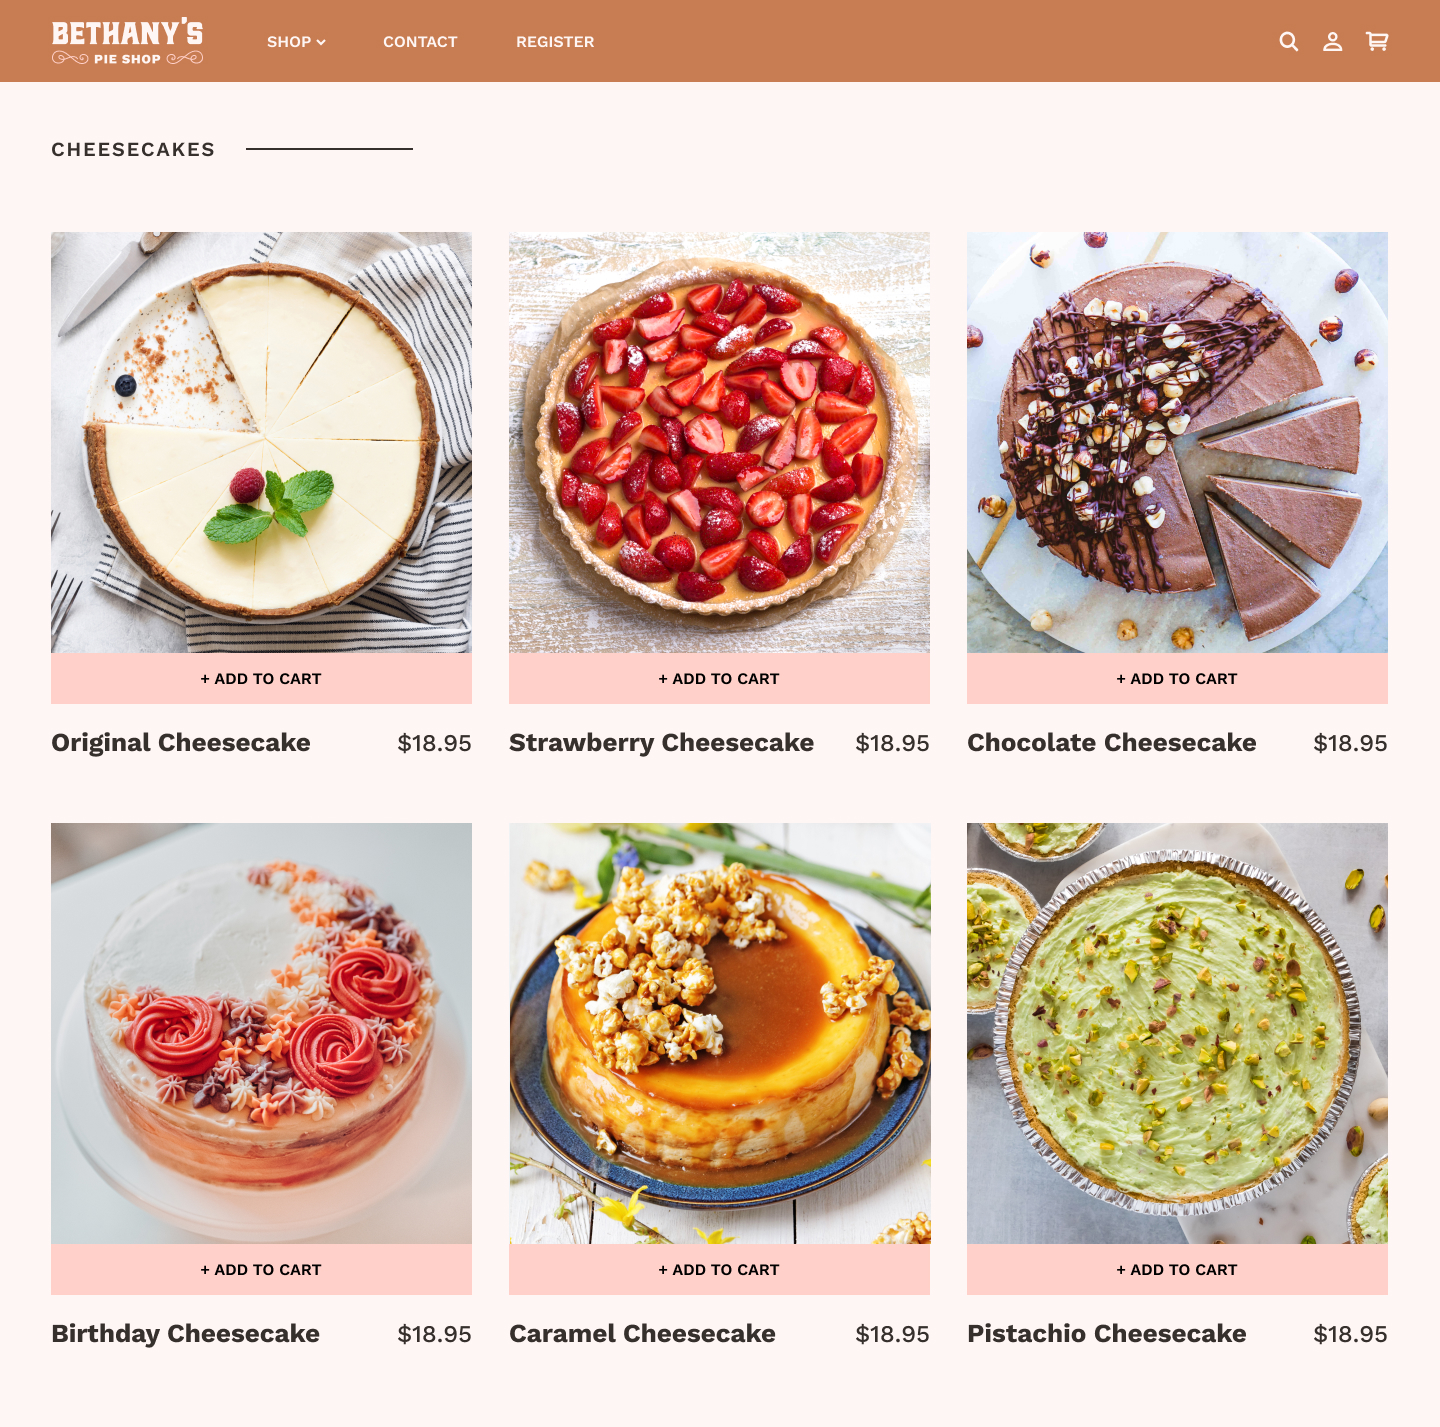 BETHANY'S
PIE SHOP
SHOP
CONTACT
REGISTER
CHEESECAKES
+ ADD TO CART
+ ADD TO CART
+ ADD TO CART
Original Cheesecake $18.95
Strawberry Cheesecake $18.95
Chocolate Cheesecake $18.95
+ ADD TO CART
+ ADD TO CART
+ ADD TO CART
Birthday Cheesecake $18.95
Caramel Cheesecake $18.95
Pistachio Cheesecake $18.95